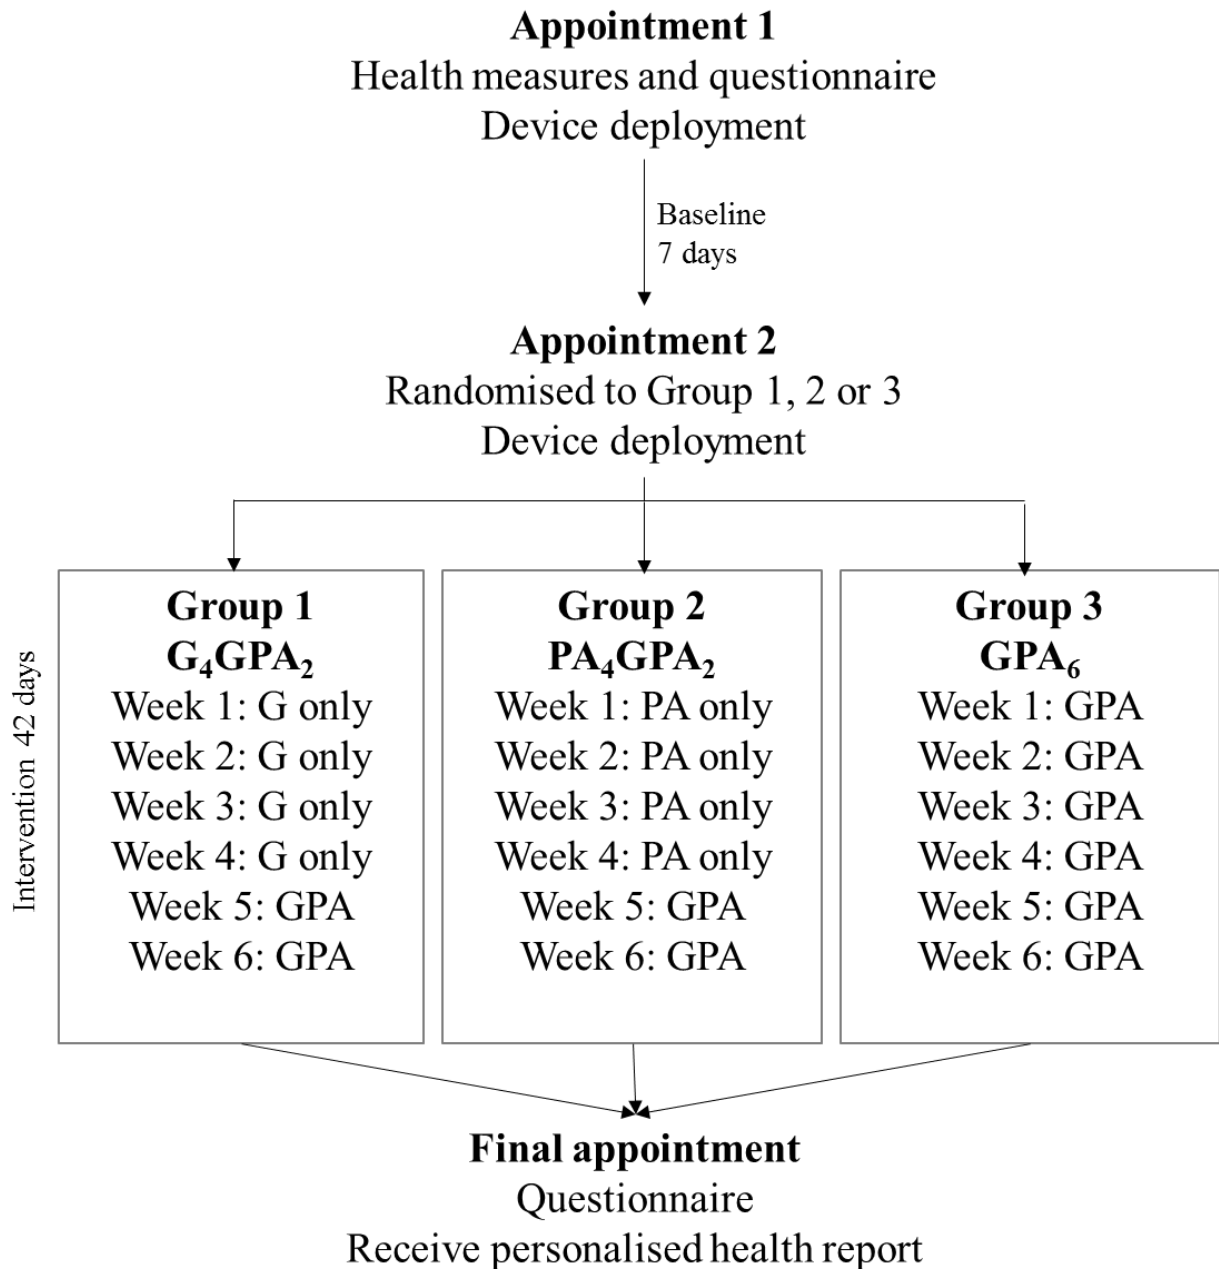 Appointment 1
Health measures and questionnaire
Device deployment
Baseline
7 days
Appointment 2
Randomised to Group 1, 2 or 3
Device deployment
Intervention 42 days
Group 1
G₄GPA₂
Week 1: G only
Week 2: G only
Week 3: G only
Week 4: G only
Week 5: GPA
Week 6: GPA
Group 2
PA₄GPA₂
Week 1: PA only
Week 2: PA only
Week 3: PA only
Week 4: PA only
Week 5: GPA
Week 6: GPA
Group 3
GPA₆
Week 1: GPA
Week 2: GPA
Week 3: GPA
Week 4: GPA
Week 5: GPA
Week 6: GPA
Final appointment
Questionnaire
Receive personalised health report